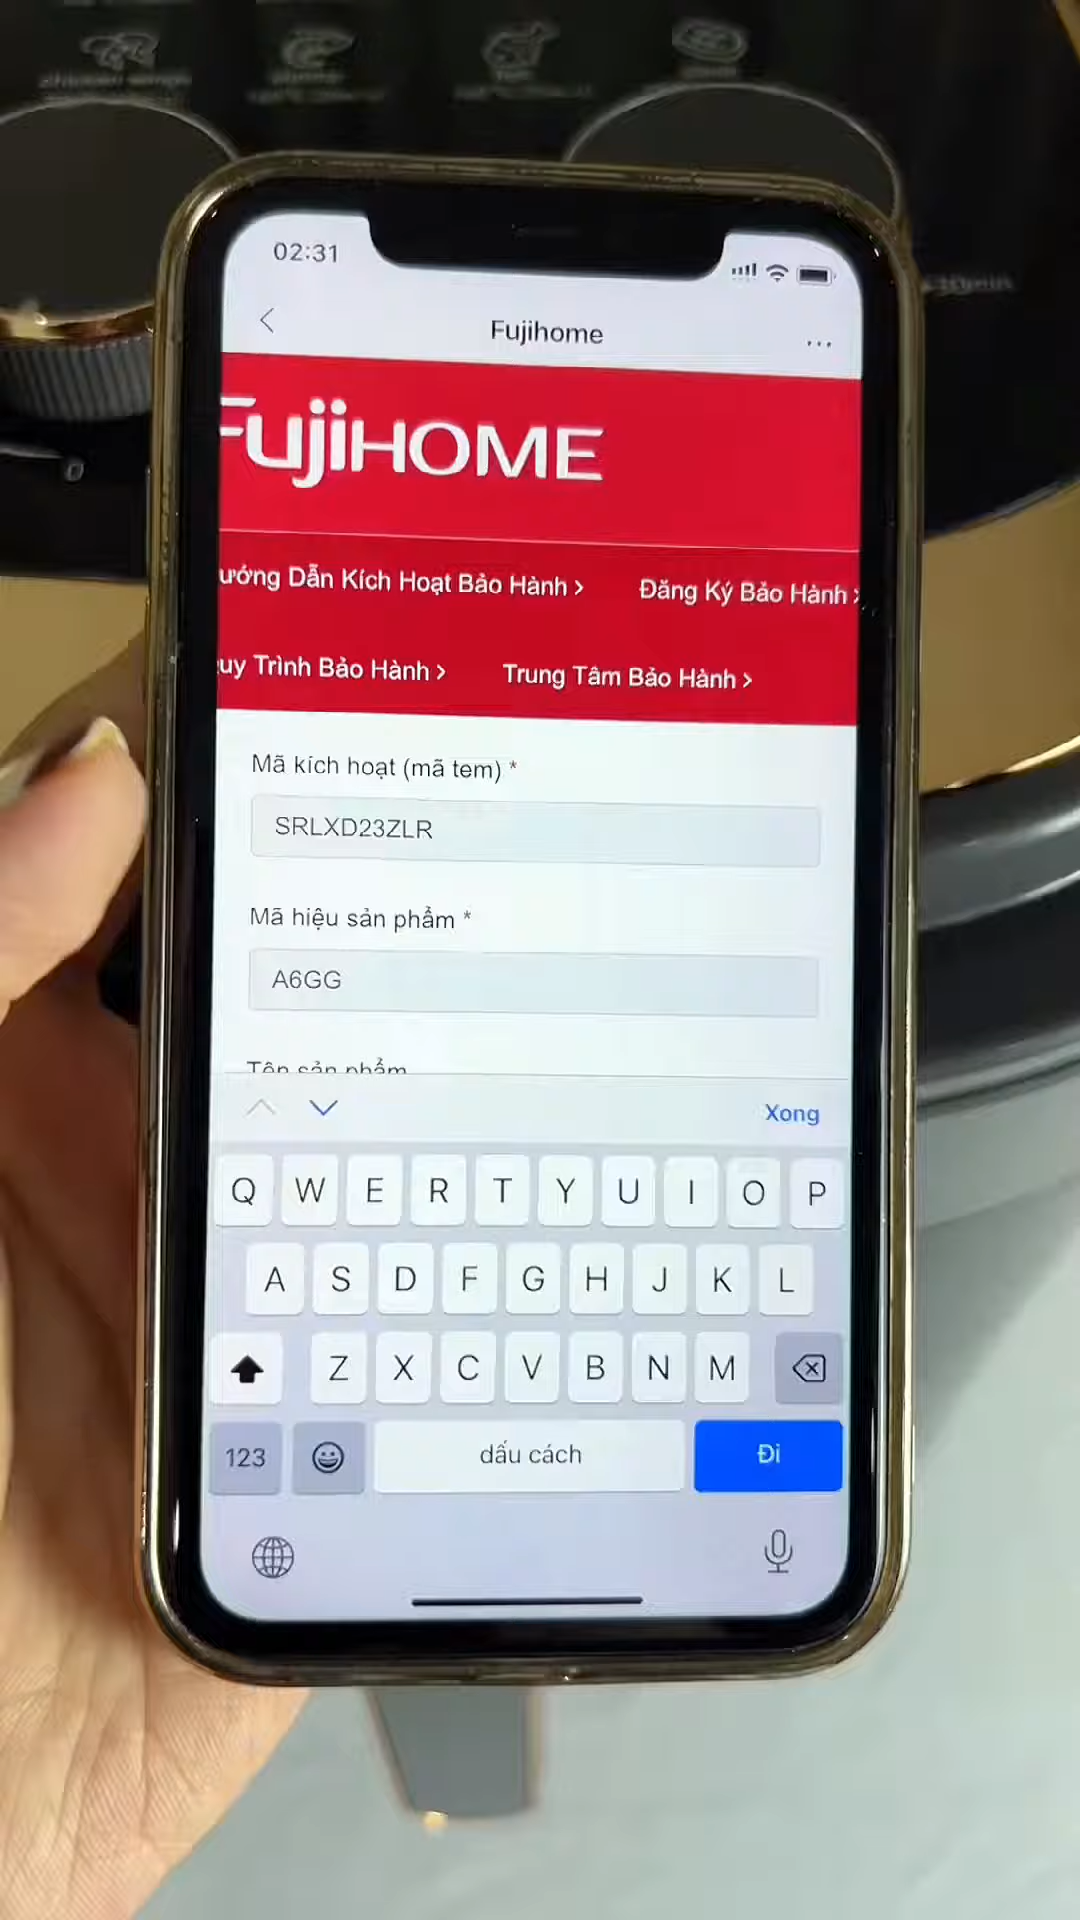 02:31
Fujihome
FujiHOME
ướng Dẫn Kích Hoạt Bảo Hành >
Đăng Ký Bảo Hành >
uy Trình Bảo Hành >
Trung Tâm Bảo Hành >
Mã kích hoạt (mã tem) *
SRLXD23ZLR
Mã hiệu sản phẩm *
A6GG
Tên sản phẩm
Xong
Q W E R T Y U I O P
A S D F G H J K L
Z X C V B N M
123 dấu cách Đi